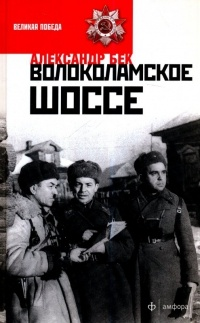 ВЕЛИКАЯ ПОБЕДА
АЛЕКСАНДР БЕК
ВОЛОКОЛАМСКОЕ
ШОССЕ
ф амфора